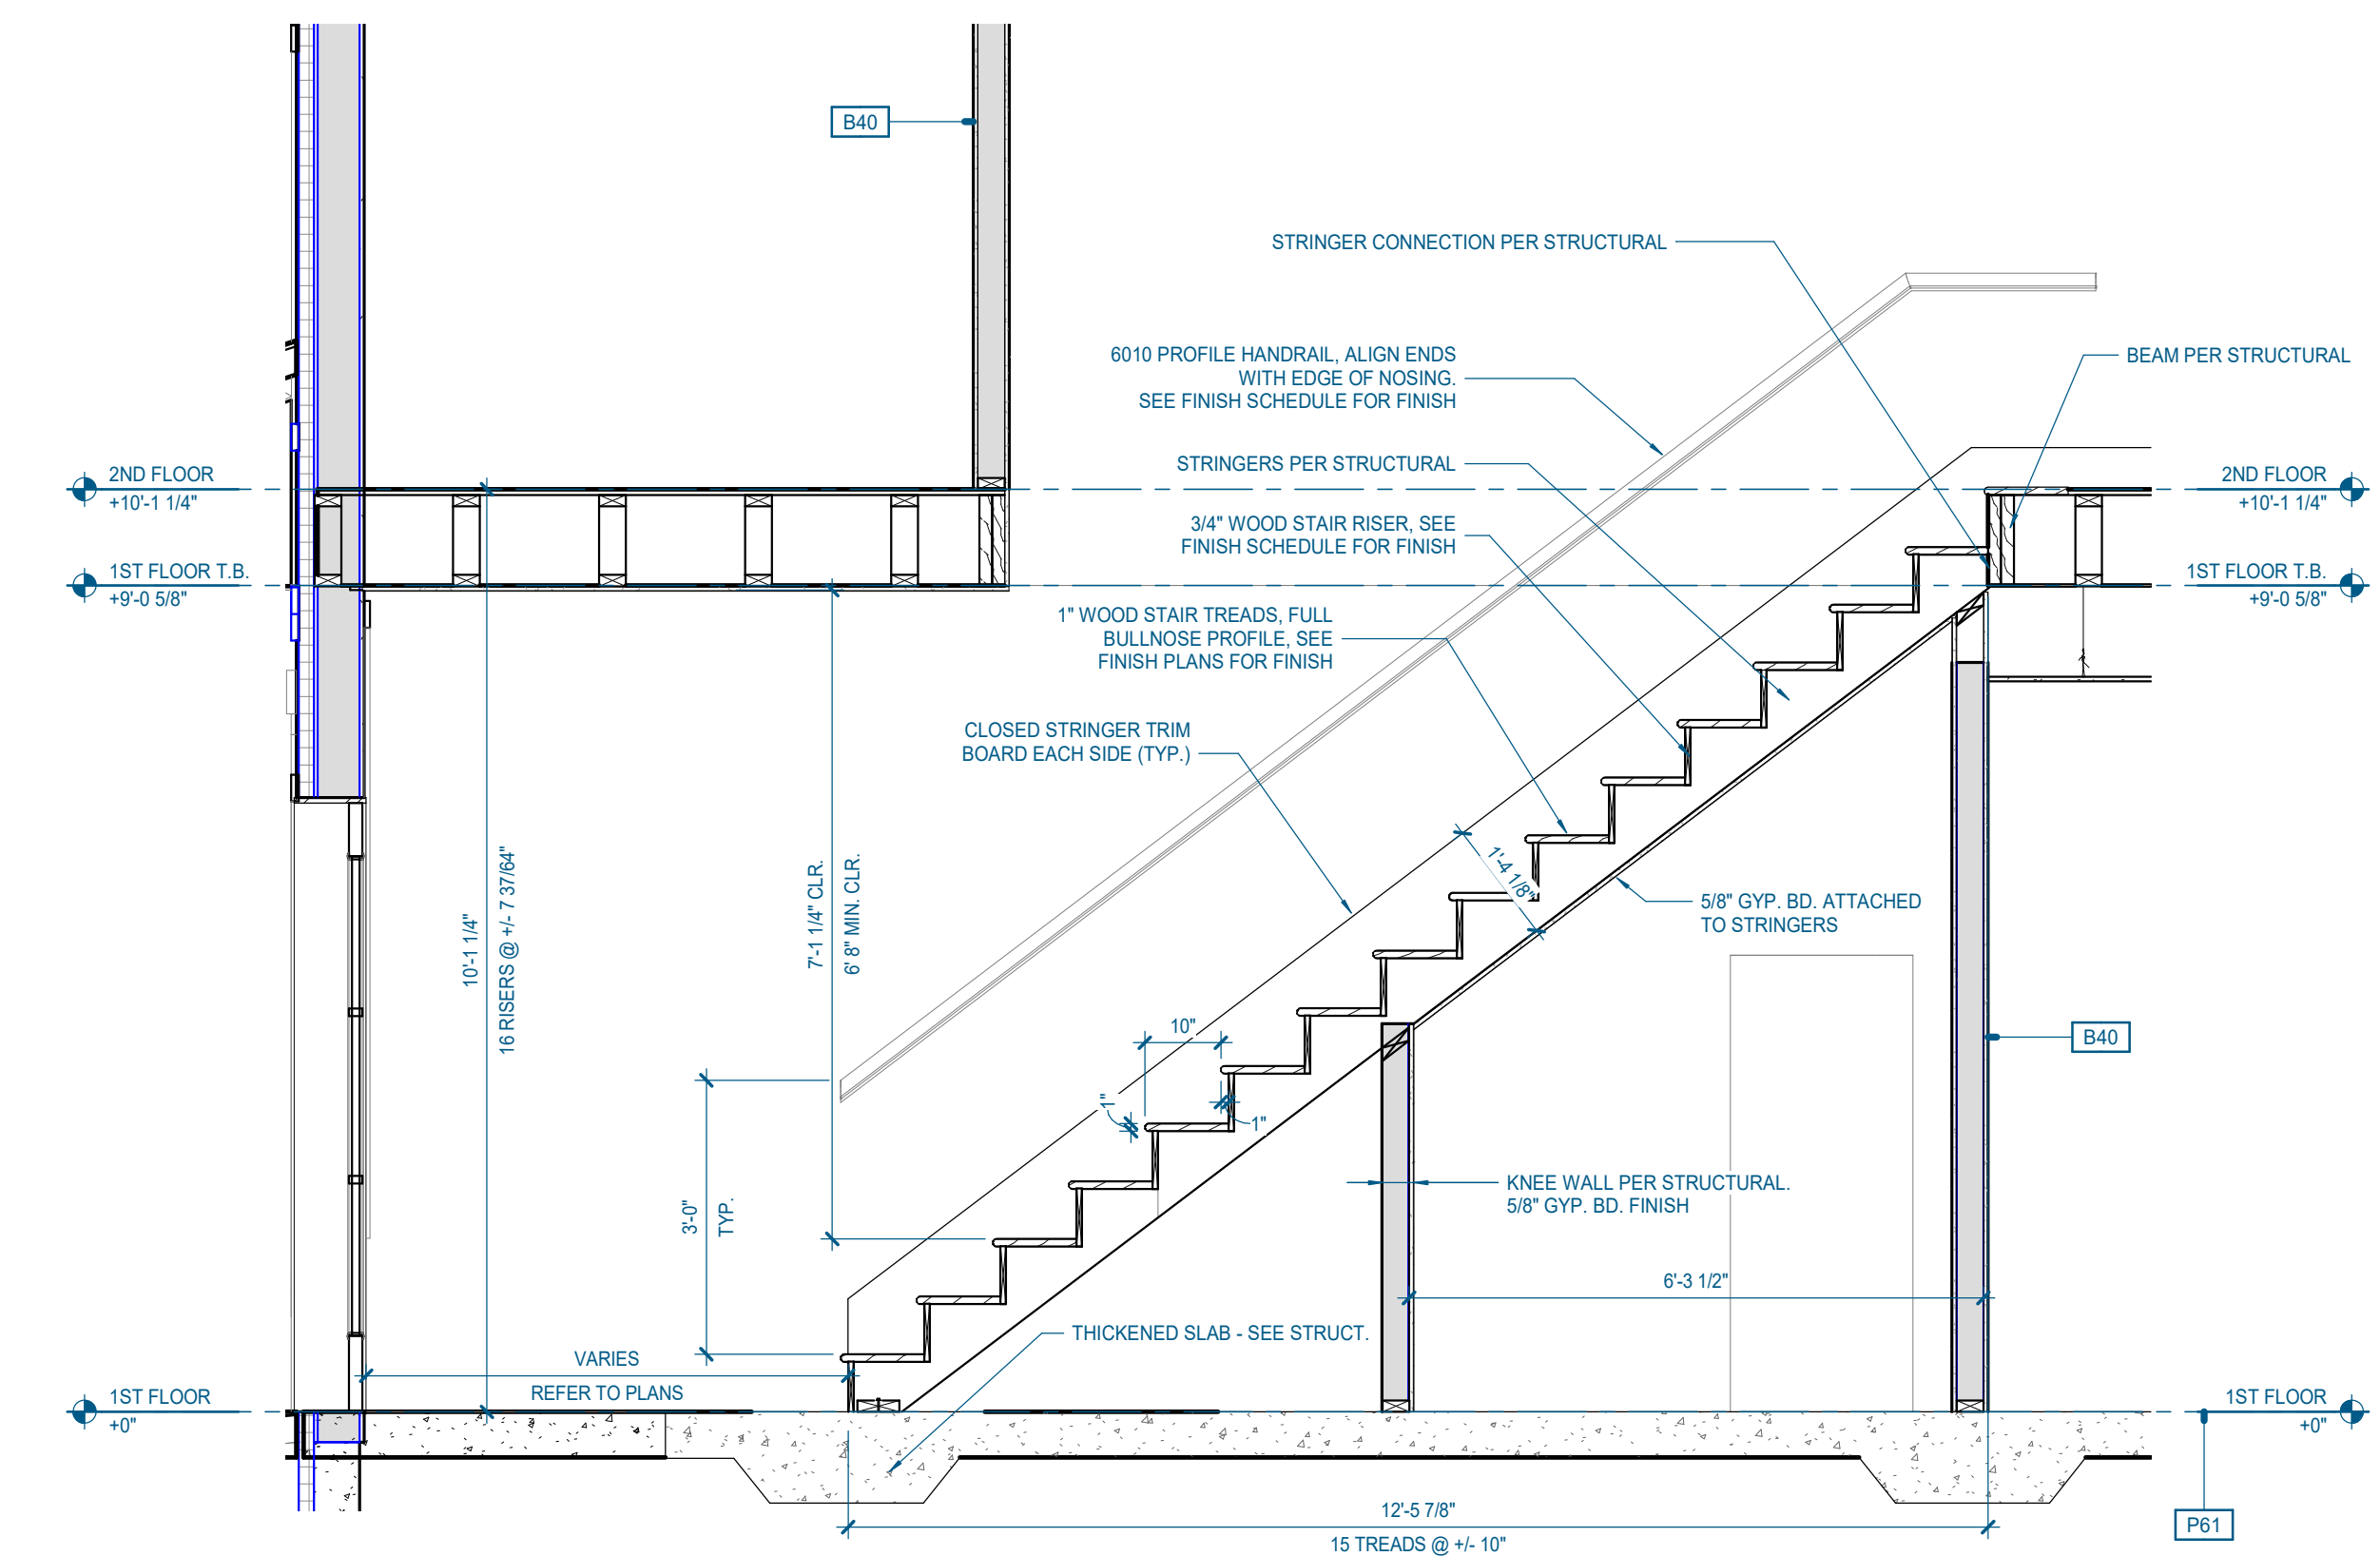 B40
STRINGER CONNECTION PER STRUCTURAL
6010 PROFILE HANDRAIL, ALIGN ENDS
WITH EDGE OF NOSING.
SEE FINISH SCHEDULE FOR FINISH
BEAM PER STRUCTURAL
STRINGERS PER STRUCTURAL
2ND FLOOR
+10'-1 1/4"
2ND FLOOR
+10'-1 1/4"
3/4" WOOD STAIR RISER, SEE
FINISH SCHEDULE FOR FINISH
1ST FLOOR T.B.
+9'-0 5/8"
1ST FLOOR T.B.
+9'-0 5/8"
1" WOOD STAIR TREADS, FULL
BULLNOSE PROFILE, SEE
FINISH PLANS FOR FINISH
CLOSED STRINGER TRIM
BOARD EACH SIDE (TYP.)
10'-1 1/4"
16 RISERS @ +/- 7 37/64"
7'-1 1/4" CLR.
6' 8" MIN. CLR.
1'-4 1/8"
5/8" GYP. BD. ATTACHED
TO STRINGERS
10"
1"
1"
B40
3'-0"
TYP.
KNEE WALL PER STRUCTURAL.
5/8" GYP. BD. FINISH
6'-3 1/2"
THICKENED SLAB - SEE STRUCT.
VARIES
REFER TO PLANS
1ST FLOOR
+0"
1ST FLOOR
+0"
12'-5 7/8"
15 TREADS @ +/- 10"
P61